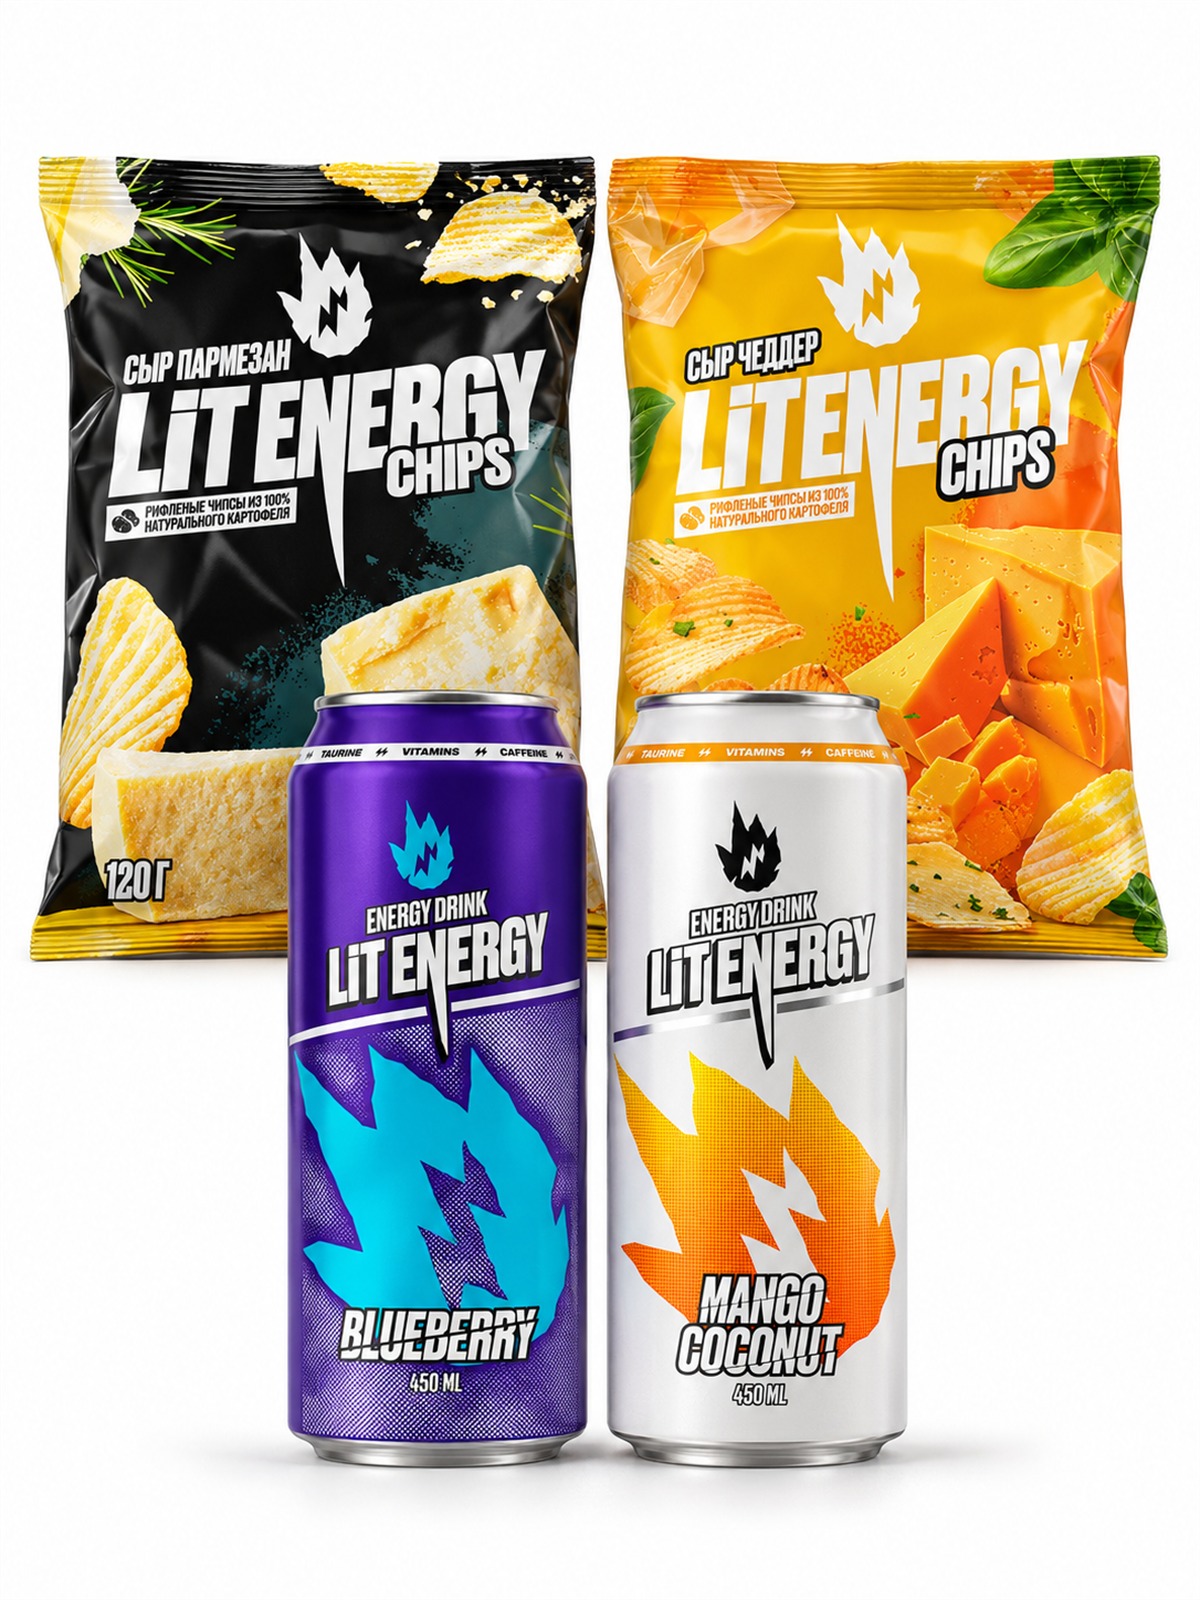 СЫР ПАРМЕЗАН
LIT ENERGY
CHIPS
РИФЛЕНЫЕ ЧИПСЫ ИЗ 100%
НАТУРАЛЬНОГО КАРТОФЕЛЯ
120 Г
СЫР ЧЕДДЕР
LIT ENERGY
CHIPS
РИФЛЕНЫЕ ЧИПСЫ ИЗ 100%
НАТУРАЛЬНОГО КАРТОФЕЛЯ
TAURINE VITAMINS CAFFEINE
ENERGY DRINK
LIT ENERGY
BLUEBERRY
450 ML
TAURINE VITAMINS CAFFEINE
ENERGY DRINK
LIT ENERGY
MANGO
COCONUT
450 ML